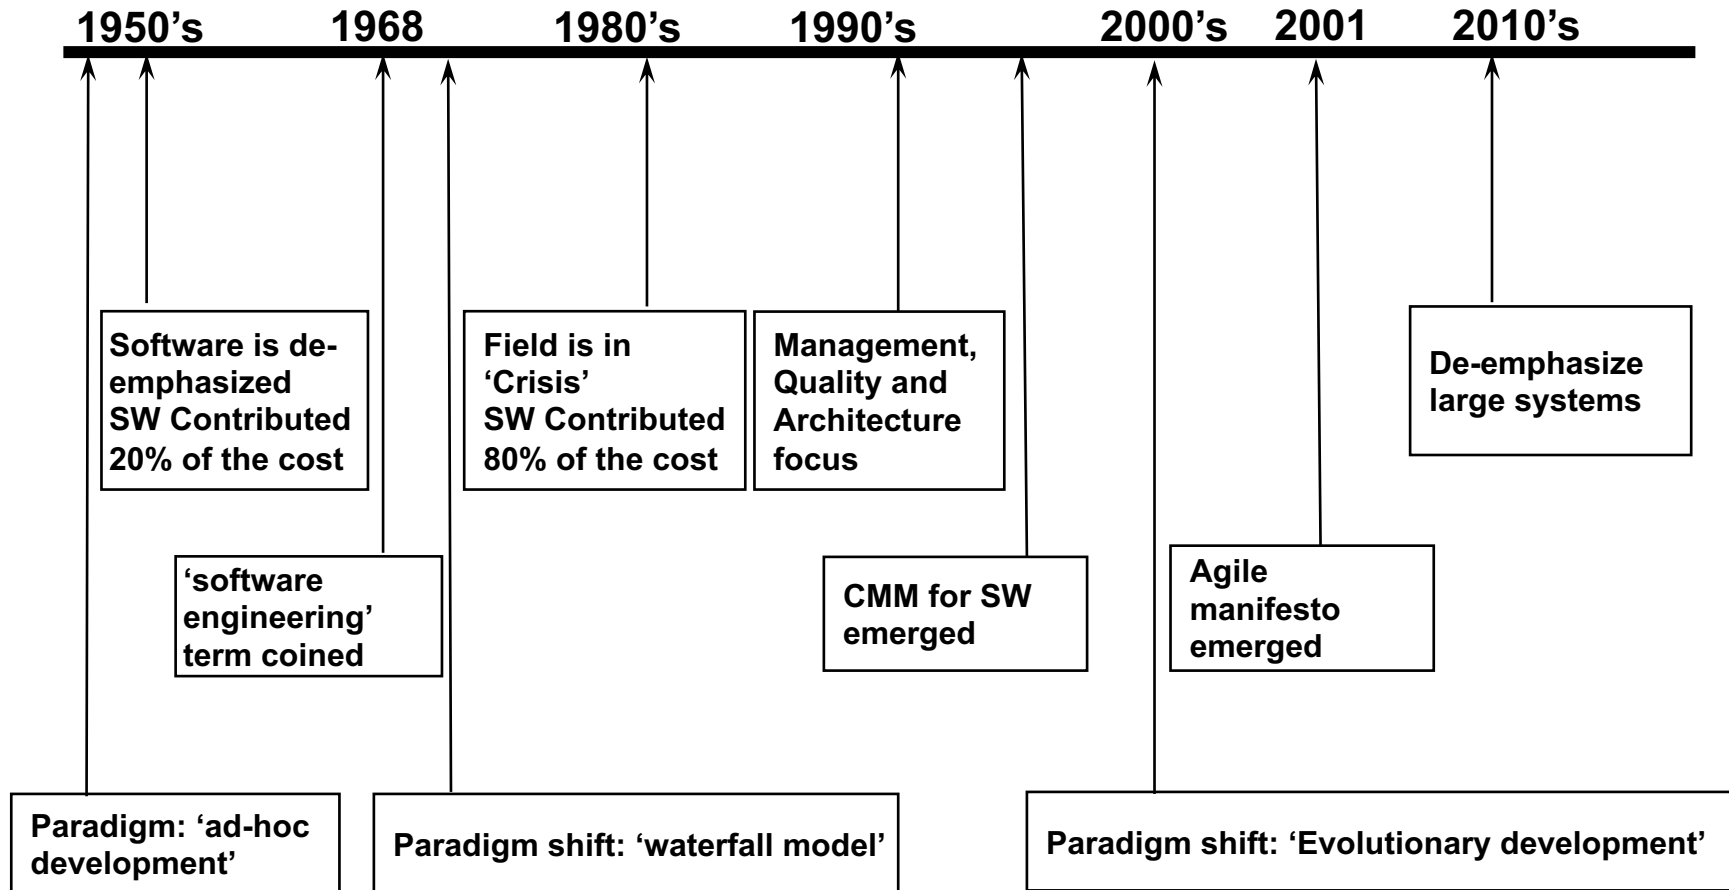 1950’s 1968 1980’s 1990’s 2000’s 2001 2010’s
Software is de-
emphasized
SW Contributed
20% of the cost
Field is in
‘Crisis’
SW Contributed
80% of the cost
Management,
Quality and
Architecture
focus
De-emphasize
large systems
‘software
engineering’
term coined
CMM for SW
emerged
Agile
manifesto
emerged
Paradigm: ‘ad-hoc
development’
Paradigm shift: ‘waterfall model’
Paradigm shift: ‘Evolutionary development’